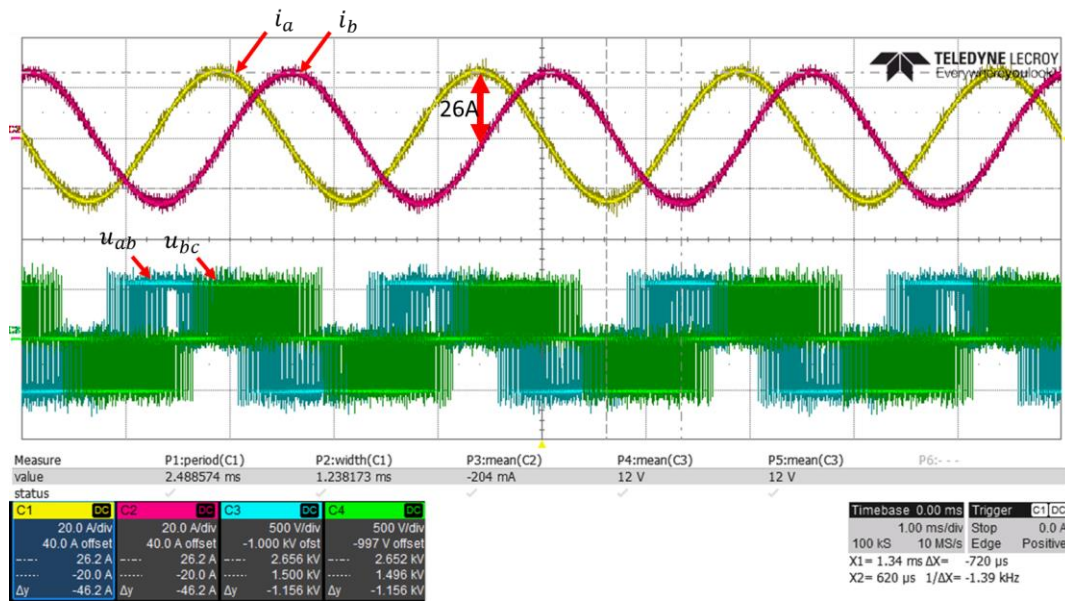 i_a i_b
TELEDYNE LECROY
Everywhereyoulook
26A
u_ab u_bc
Measure P1:period(C1) P2:width(C1) P3:mean(C2) P4:mean(C3) P5:mean(C3) P6:- - -
value 2.488574 ms 1.238173 ms -204 mA 12 V 12 V
status
C1 DC C2 DC C3 DC C4 DC
20.0 A/div 20.0 A/div 500 V/div 500 V/div
40.0 A offset 40.0 A offset -1.000 kV ofst -997 V offset
26.2 A 26.2 A 2.656 kV 2.652 kV
-20.0 A -20.0 A 1.500 kV 1.496 kV
Δy -46.2 A Δy -46.2 A Δy -1.156 kV Δy -1.156 kV
Timebase 0.00 ms Trigger C1 DC
1.00 ms/div Stop 0.0 A
100 kS 10 MS/s Edge Positive
X1= 1.34 ms ΔX= -720 µs
X2= 620 µs 1/ΔX= -1.39 kHz